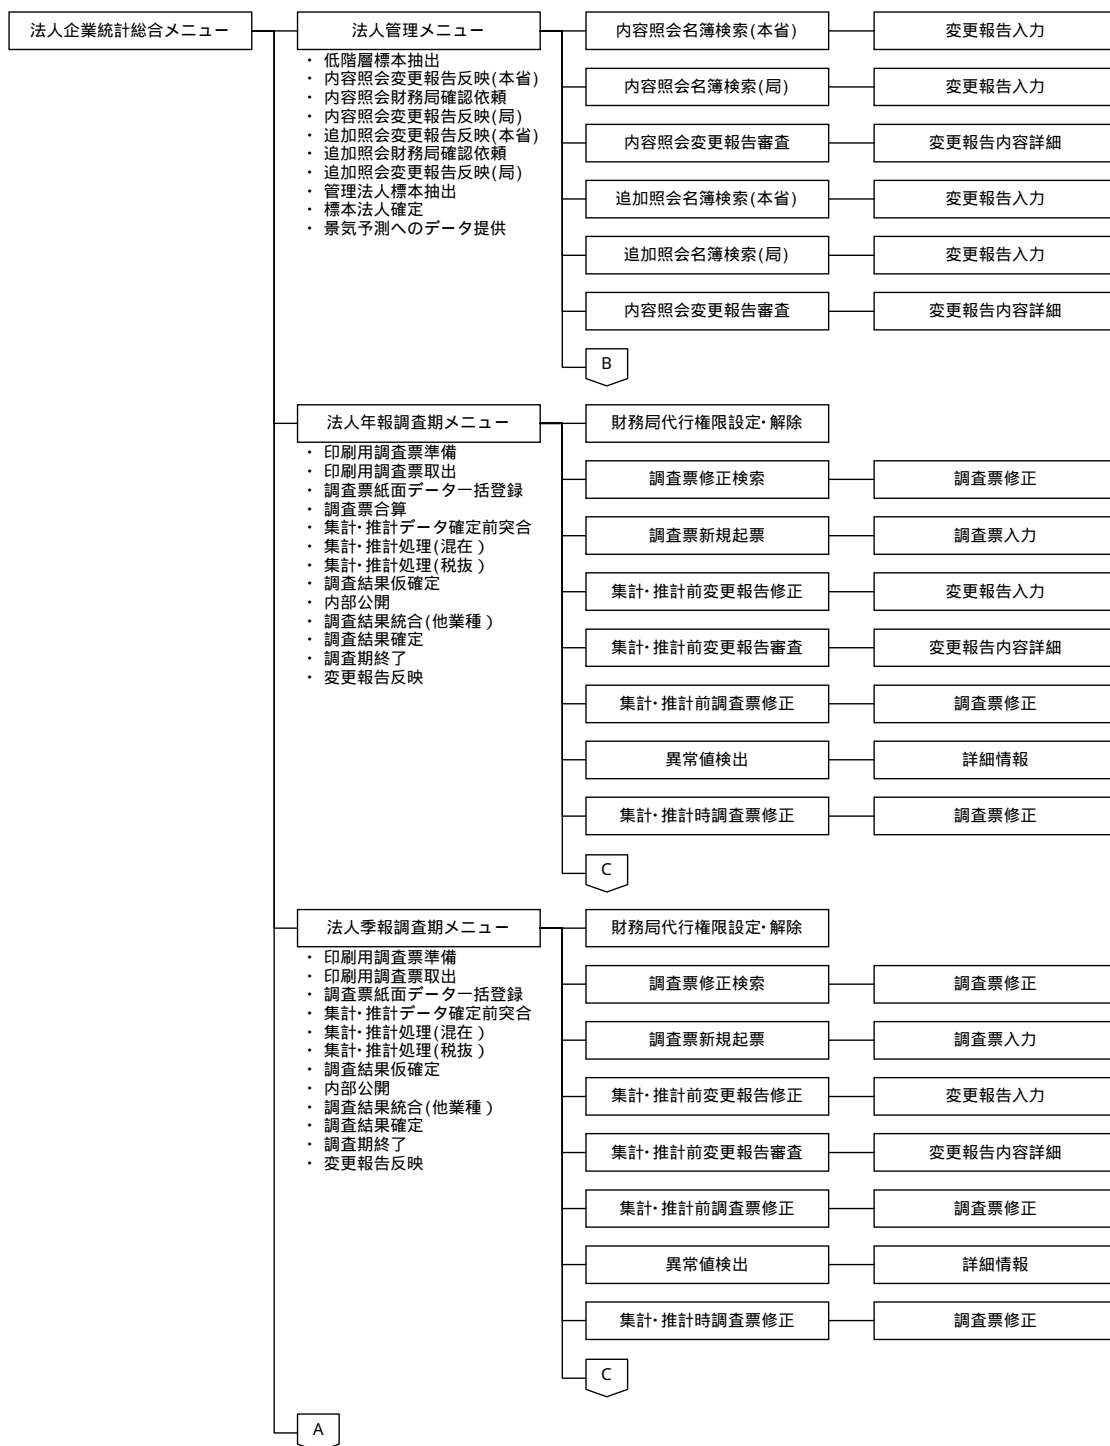 法人企業統計総合メニュー
法人管理メニュー
・ 低階層標本抽出
・ 内容照会変更報告反映(本省)
・ 内容照会財務局確認依頼
・ 内容照会変更報告反映(局)
・ 追加照会変更報告反映(本省)
・ 追加照会財務局確認依頼
・ 追加照会変更報告反映(局)
・ 管理法人標本抽出
・ 標本法人確定
・ 景気予測へのデータ提供
内容照会名簿検索(本省)
変更報告入力
内容照会名簿検索(局)
変更報告入力
内容照会変更報告審査
変更報告内容詳細
追加照会名簿検索(本省)
変更報告入力
追加照会名簿検索(局)
変更報告入力
内容照会変更報告審査
変更報告内容詳細
B
法人年報調査期メニュー
・ 印刷用調査票準備
・ 印刷用調査票取出
・ 調査票紙面データ一括登録
・ 調査票合算
・ 集計・推計データ確定前突合
・ 集計・推計処理(混在)
・ 集計・推計処理(税抜)
・ 調査結果仮確定
・ 内部公開
・ 調査結果統合(他業種)
・ 調査結果確定
・ 調査期終了
・ 変更報告反映
財務局代行権限設定・解除
調査票修正検索
調査票修正
調査票新規起票
調査票入力
集計・推計前変更報告修正
変更報告入力
集計・推計前変更報告審査
変更報告内容詳細
集計・推計前調査票修正
調査票修正
異常値検出
詳細情報
集計・推計時調査票修正
調査票修正
C
法人季報調査期メニュー
・ 印刷用調査票準備
・ 印刷用調査票取出
・ 調査票紙面データ一括登録
・ 集計・推計データ確定前突合
・ 集計・推計処理(混在)
・ 集計・推計処理(税抜)
・ 調査結果仮確定
・ 内部公開
・ 調査結果統合(他業種)
・ 調査結果確定
・ 調査期終了
・ 変更報告反映
財務局代行権限設定・解除
調査票修正検索
調査票修正
調査票新規起票
調査票入力
集計・推計前変更報告修正
変更報告入力
集計・推計前変更報告審査
変更報告内容詳細
集計・推計前調査票修正
調査票修正
異常値検出
詳細情報
集計・推計時調査票修正
調査票修正
C
A